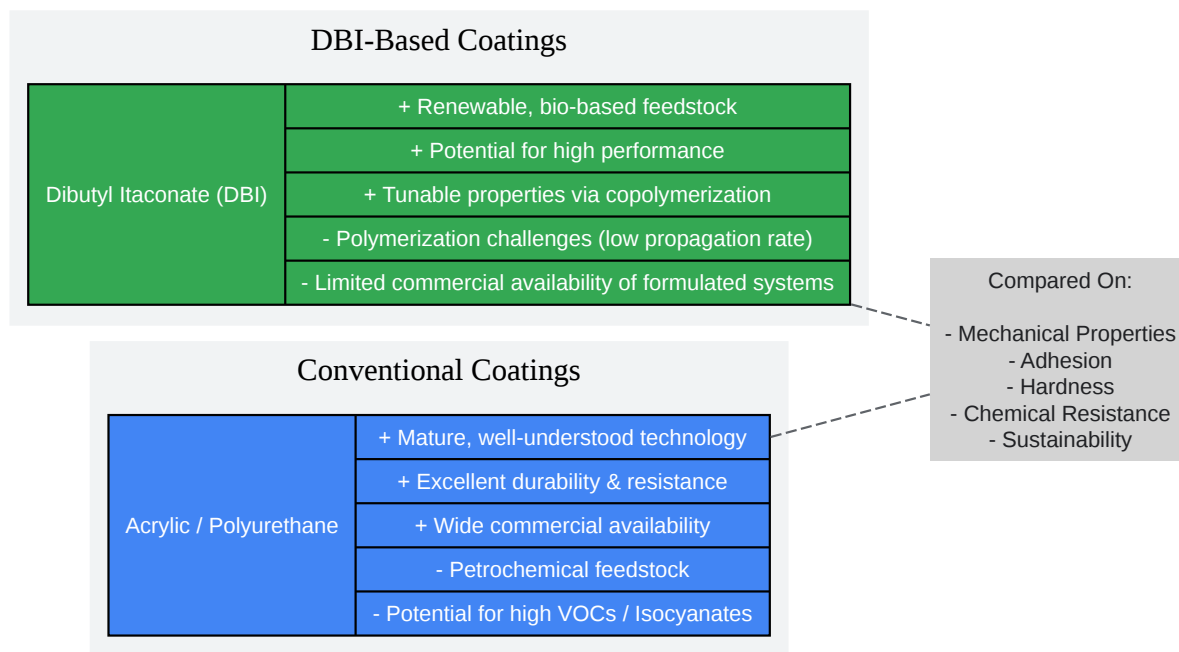 DBI-Based Coatings
Dibutyl Itaconate (DBI)
+ Renewable, bio-based feedstock
+ Potential for high performance
+ Tunable properties via copolymerization
- Polymerization challenges (low propagation rate)
- Limited commercial availability of formulated systems
Conventional Coatings
Acrylic / Polyurethane
+ Mature, well-understood technology
+ Excellent durability & resistance
+ Wide commercial availability
- Petrochemical feedstock
- Potential for high VOCs / Isocyanates
Compared On:
- Mechanical Properties
- Adhesion
- Hardness
- Chemical Resistance
- Sustainability